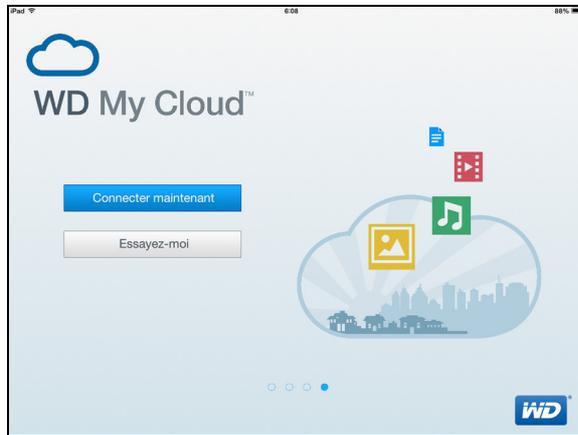 iPad 6:08 88%
WD My Cloud™
Connecter maintenant
Essayez-moi
WD®